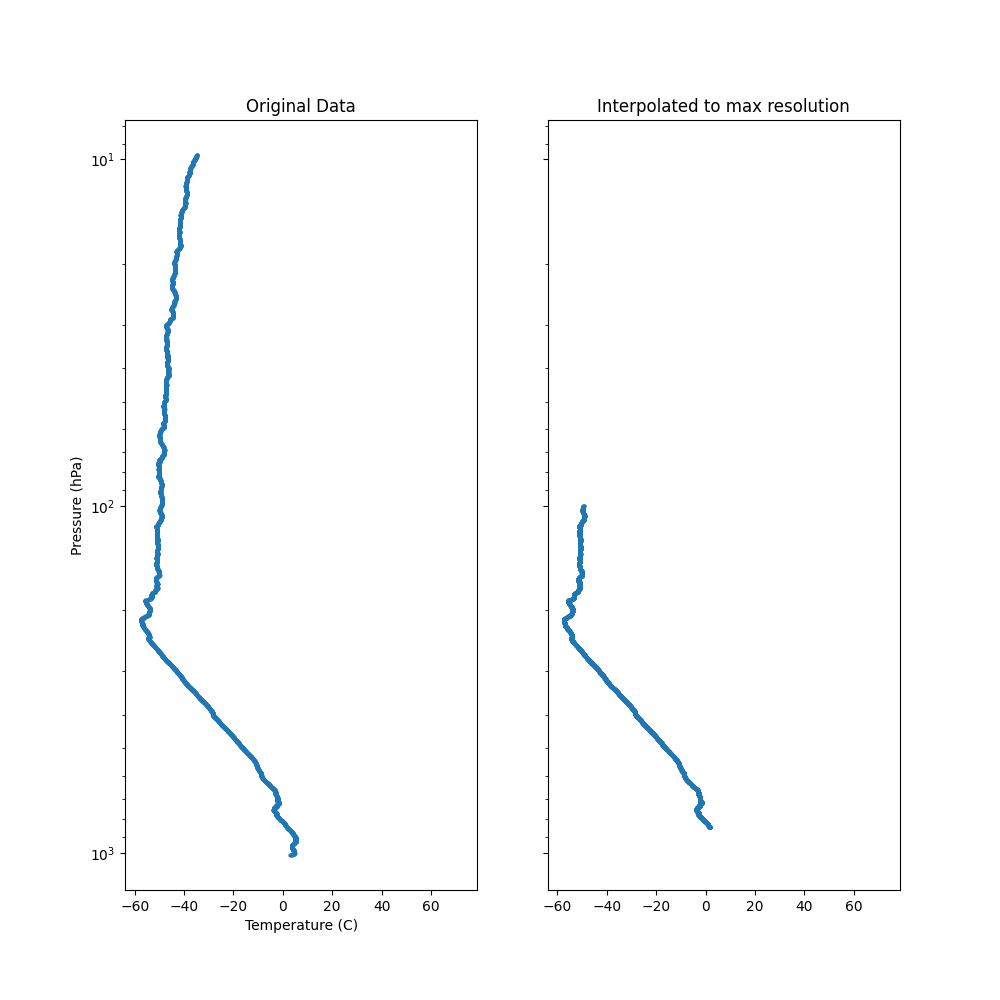 Original Data
Interpolated to max resolution
10¹
10²
10³
Pressure (hPa)
−60 −40 −20 0 20 40 60
−60 −40 −20 0 20 40 60
Temperature (C)